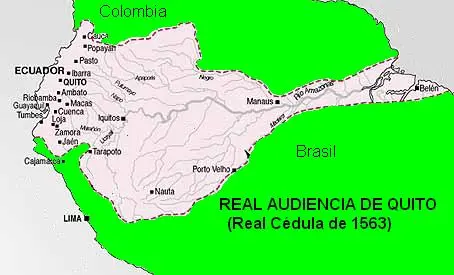 Colombia
Cauca
Popayán
Pasto
ECUADOR
Ibarra
QUITO
Ambato
Riobamba
Macas
Guayaquil
Cuenca
Tumbes
Loja
Zamora
Jaén
Cajamarca
Tarapoto
Iquitos
Putumayo
Apaporis
Napo
Negro
Marañón
Ucayali
Manaus
Río Amazonas
Madeira
Belén
Porto Velho
Nauta
LIMA
Brasil
REAL AUDIENCIA DE QUITO
(Real Cédula de 1563)